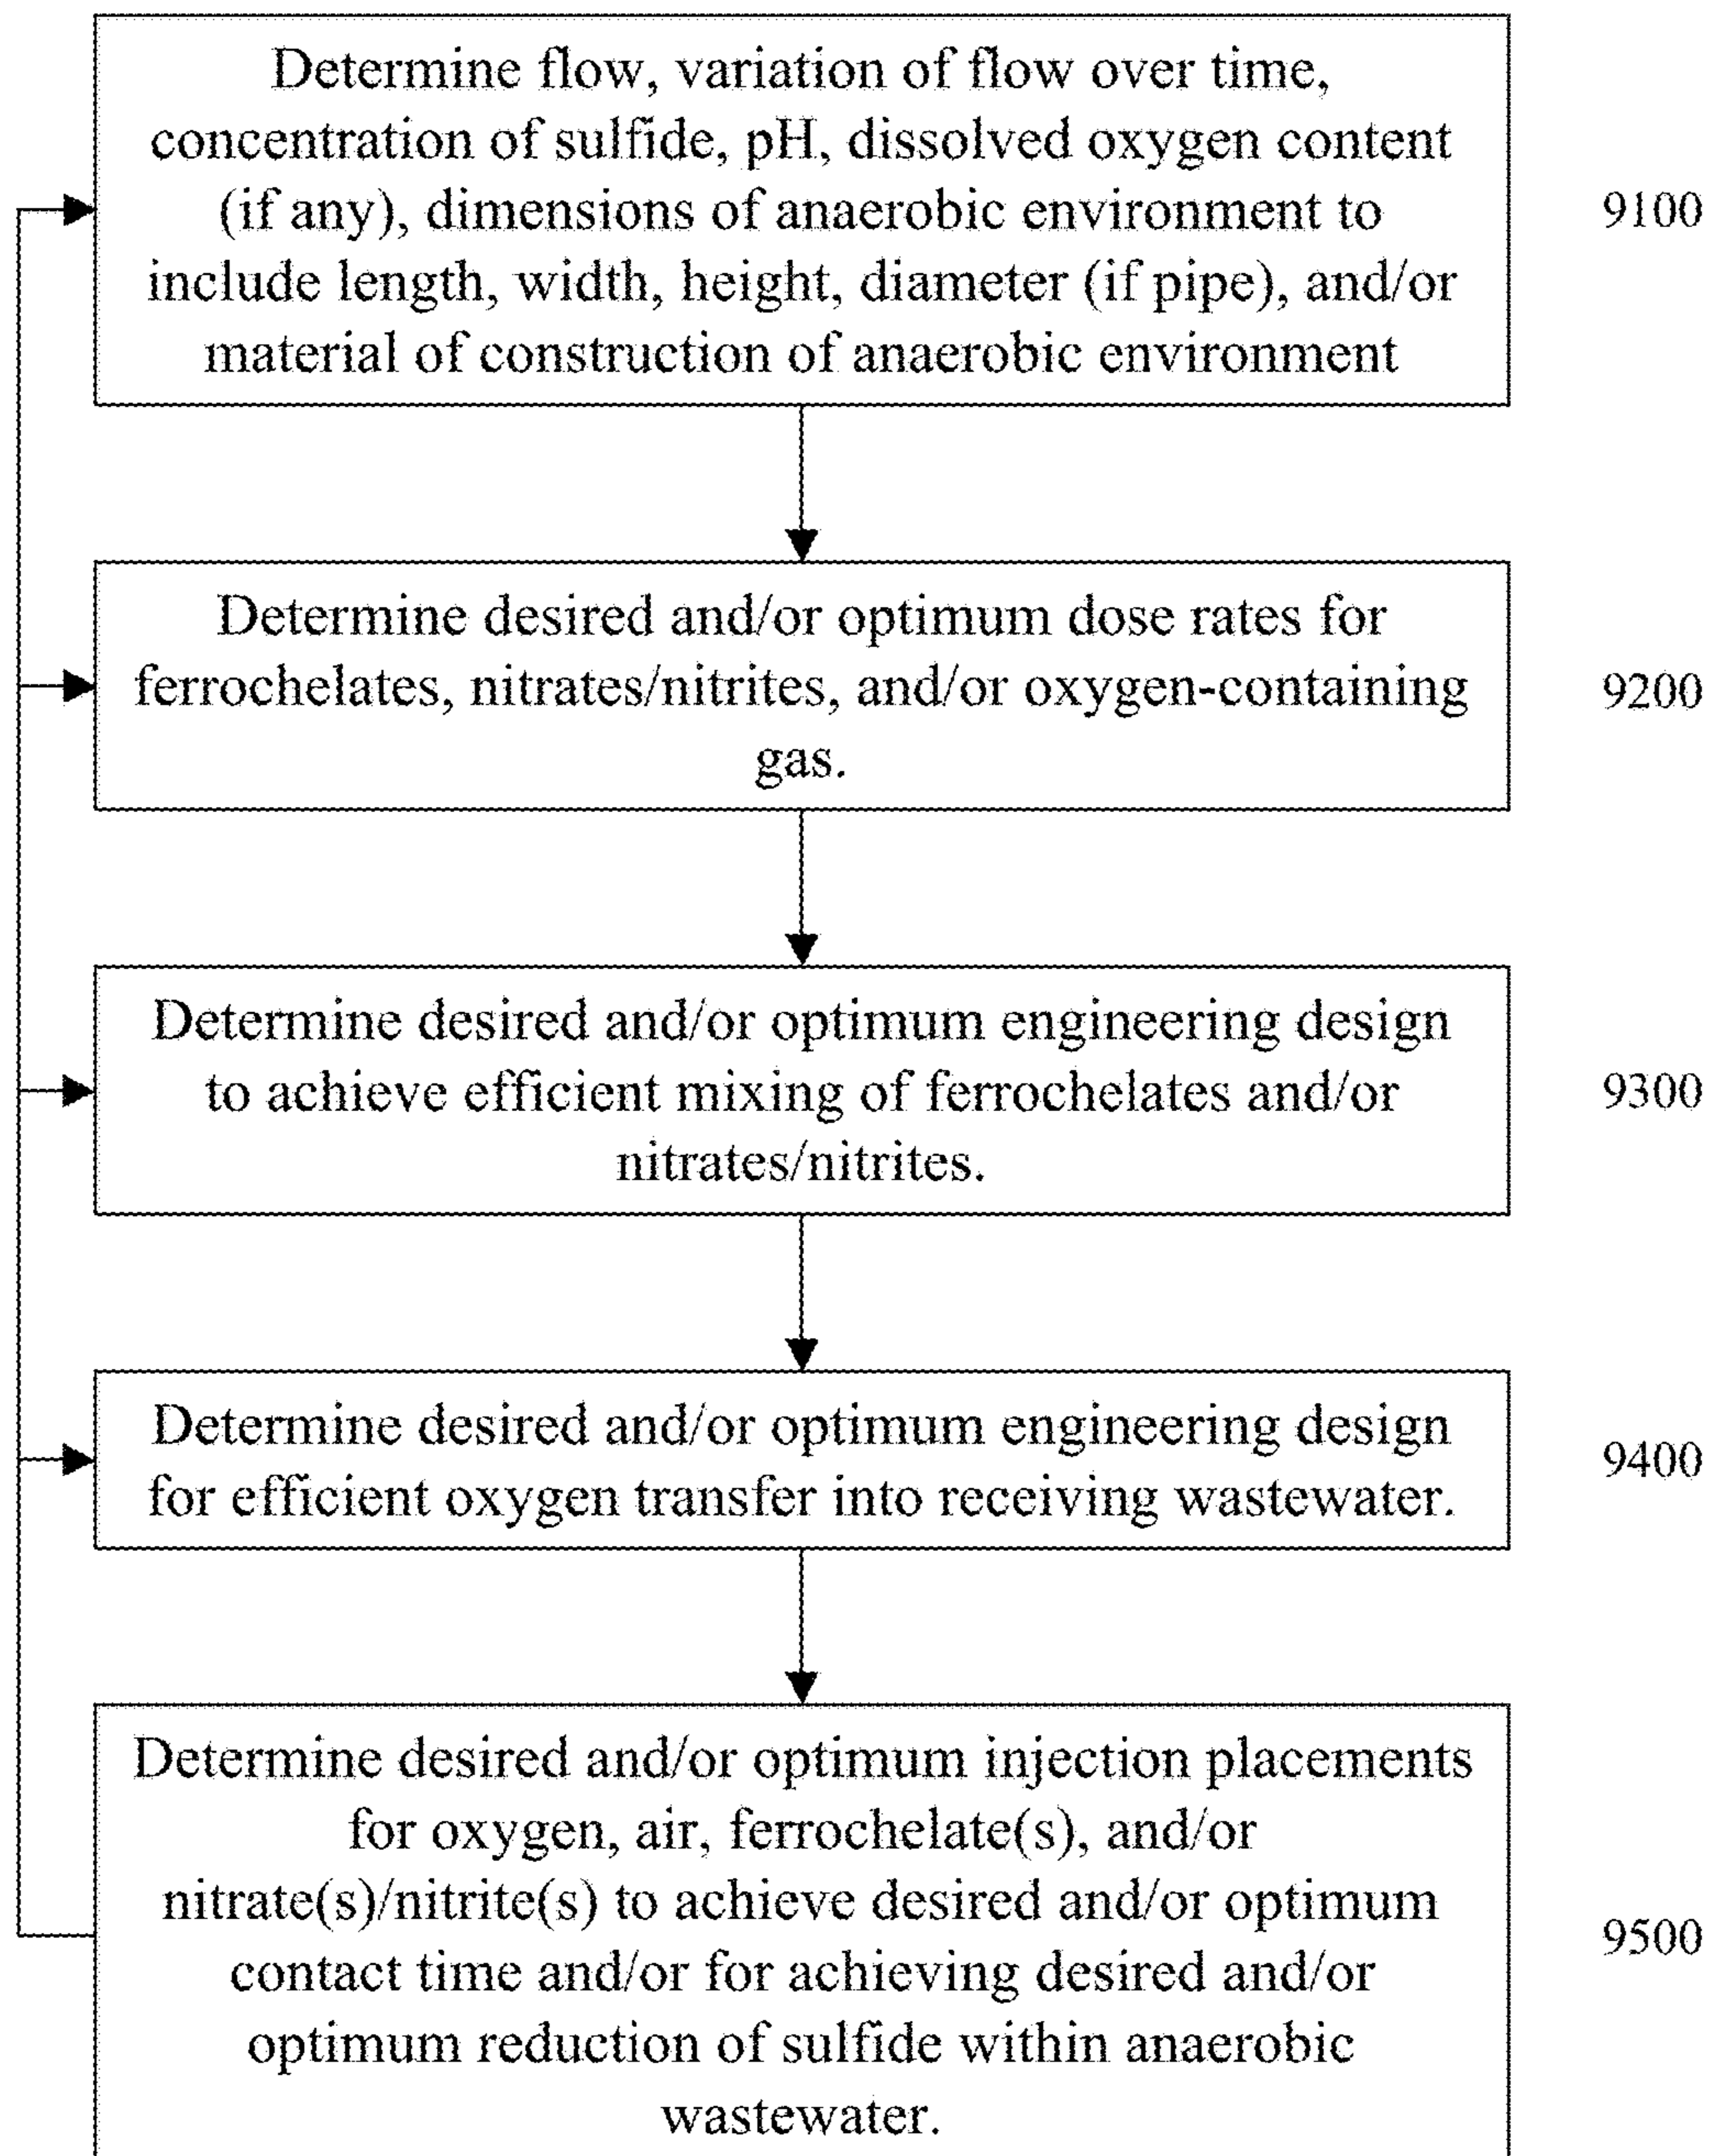 Determine flow, variation of flow over time,
concentration of sulfide, pH, dissolved oxygen content
(if any), dimensions of anaerobic environment to
include length, width, height, diameter (if pipe), and/or
material of construction of anaerobic environment
9100
Determine desired and/or optimum dose rates for
ferrochelates, nitrates/nitrites, and/or oxygen-containing
gas.
9200
Determine desired and/or optimum engineering design
to achieve efficient mixing of ferrochelates and/or
nitrates/nitrites.
9300
Determine desired and/or optimum engineering design
for efficient oxygen transfer into receiving wastewater.
9400
Determine desired and/or optimum injection placements
for oxygen, air, ferrochelate(s), and/or
nitrate(s)/nitrite(s) to achieve desired and/or optimum
contact time and/or for achieving desired and/or
optimum reduction of sulfide within anaerobic
wastewater.
9500